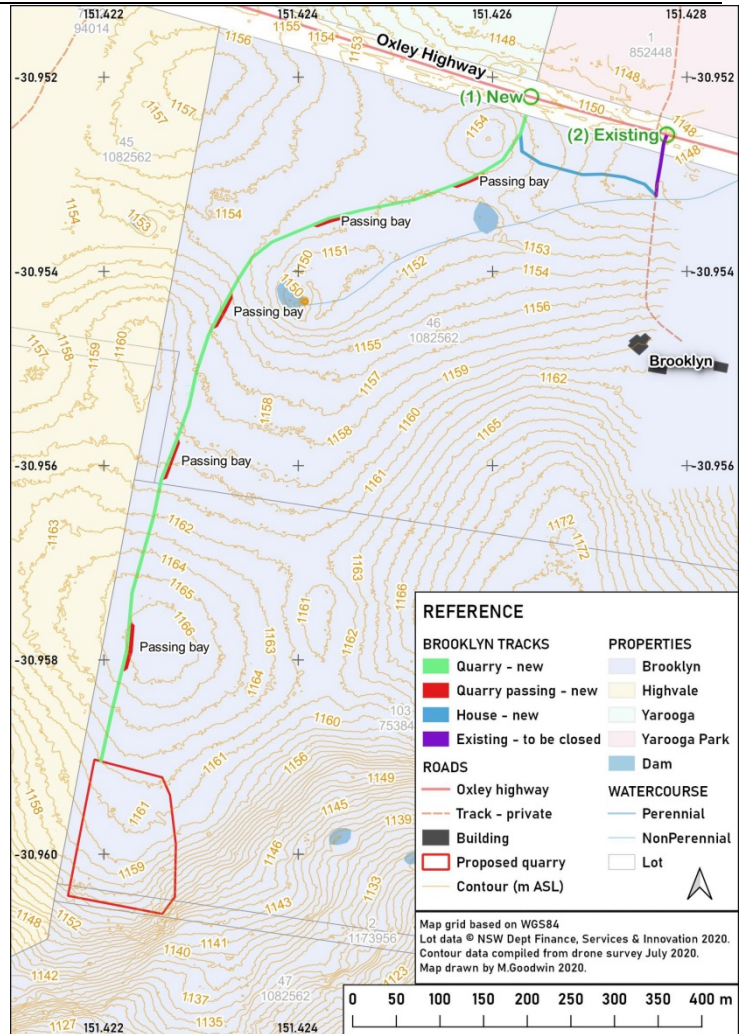 151.422 151.424 151.426 151.428
94014
1156
1155
1154
1153
1148
1
852448
1148
-30.952
-30.952
Oxley Highway
(1) New
1150
(2) Existing
1148
1148
1157
1157
1154
45
1082562
1154
Passing bay
1154
1153
Passing bay
1153
-30.954
1150
1151
1152
1154
-30.954
1150
1156
Passing bay
46
1082562
1155
1157
1158
1159
1160
1157
1159
Brooklyn
1162
1158
1158
1160
1165
-30.956
Passing bay
1161
-30.956
1163
1162
1164
1165
1163
1172
1172
1166
1161
1162
1166
Passing bay
1163
-30.958
1164
103
75384
1160
1161
1156
1149
1158
1161
1145
1139
-30.960
1159
1146
1133
1148
1152
1143
1140
1141
2
1173956
1142
1137
47
1082562
1123
1127
1135
151.422 151.424
REFERENCE
BROOKLYN TRACKS
Quarry - new
Quarry passing - new
House - new
Existing - to be closed
ROADS
Oxley highway
Track - private
Building
Proposed quarry
Contour (m ASL)
PROPERTIES
Brooklyn
Highvale
Yarooga
Yarooga Park
Dam
WATERCOURSE
Perennial
NonPerennial
Lot
Map grid based on WGS84
Lot data © NSW Dept Finance, Services & Innovation 2020.
Contour data compiled from drone survey July 2020.
Map drawn by M.Goodwin 2020.
0 50 100 150 200 250 300 350 400 m